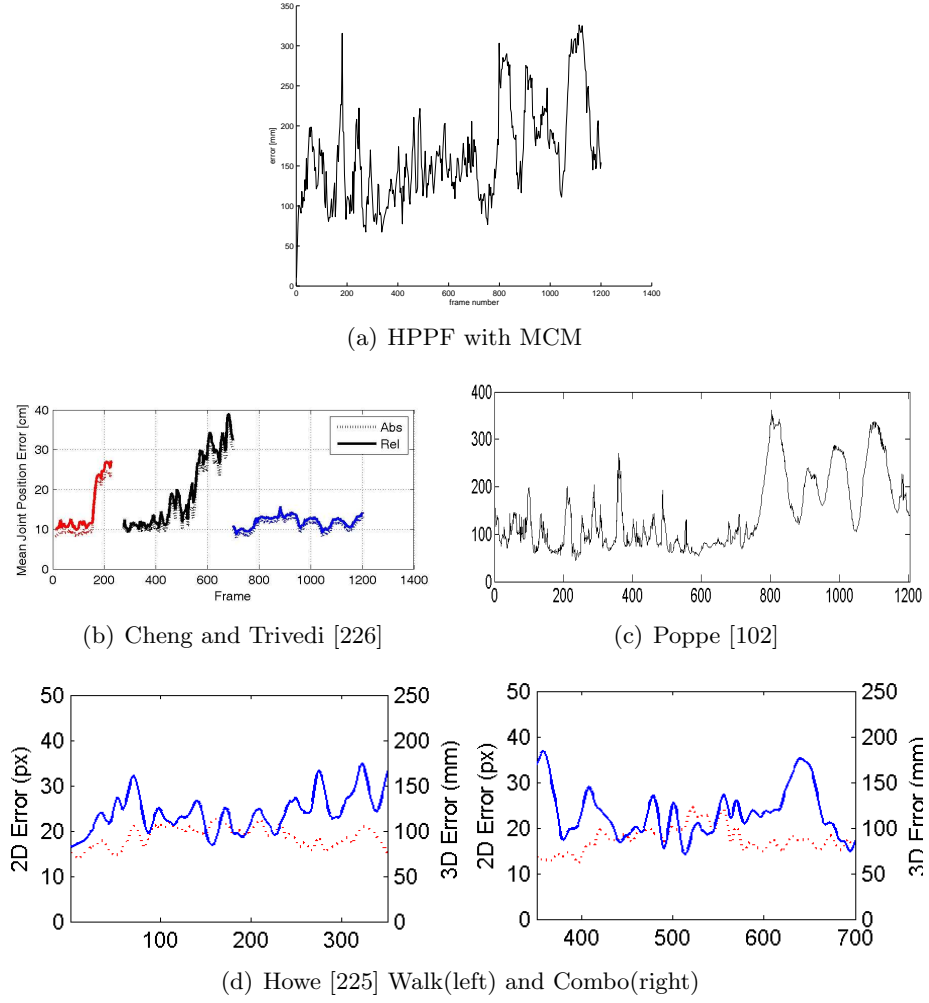 350
300
250
200
150
100
50
0
error [mm]
0 200 400 600 800 1000 1200 1400
frame number
(a) HPPF with MCM
Mean Joint Position Error [cm]
40
30
20
10
0
Abs
Rel
0 200 400 600 800 1000 1200 1400
Frame
(b) Cheng and Trivedi [226]
400
300
200
100
0
0 200 400 600 800 1000 1200
(c) Poppe [102]
2D Error (px)
50
40
30
20
10
0
100 200 300
250
200
150
100
50
0
3D Error (mm)
2D Error (px)
50
40
30
20
10
0
400 500 600 700
250
200
150
100
50
0
3D Error (mm)
(d) Howe [225] Walk(left) and Combo(right)